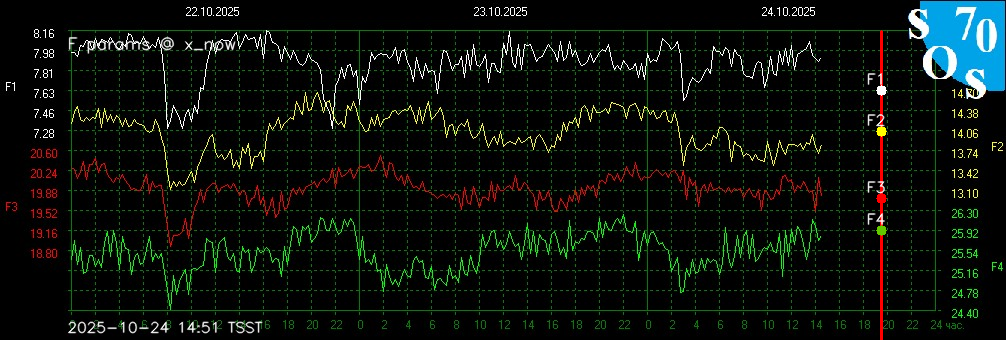 22.10.2025 23.10.2025 24.10.2025
F params @ x_now
SOS 70
8.16
7.98
7.81
7.63
7.46
7.28
F1
20.60
20.24
19.88
19.52
19.16
18.80
F3
F1
F2
F3
F4
14.70
14.38
14.06
13.74
13.42
13.10
F2
26.30
25.92
25.54
25.16
24.78
24.40
F4
2025-10-24 14:51 TSST
16 18 20 22 0 2 4 6 8 10 12 14 16 18 20 22 0 2 4 6 8 10 12 14 16 18 20 22 24 час.